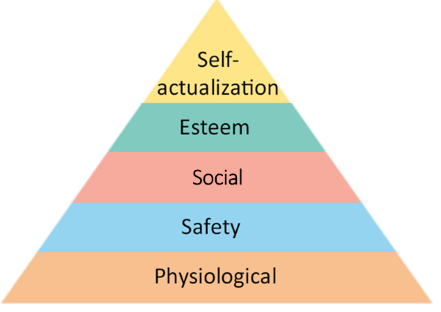 Self-
actualization
Esteem
Social
Safety
Physiological